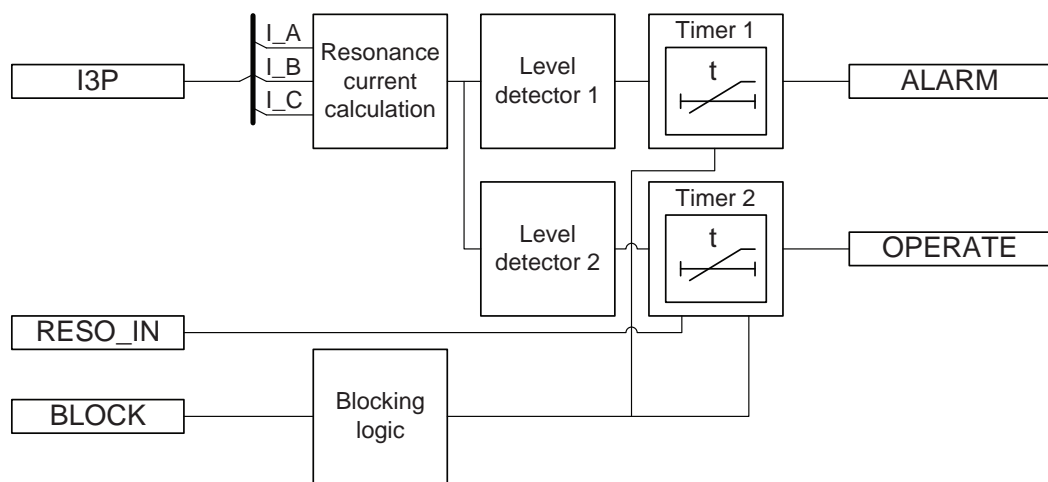 I3P
I_A
I_B
I_C
Resonance
current
calculation
Level
detector 1
Timer 1
t
ALARM
Level
detector 2
Timer 2
t
OPERATE
RESO_IN
BLOCK
Blocking
logic